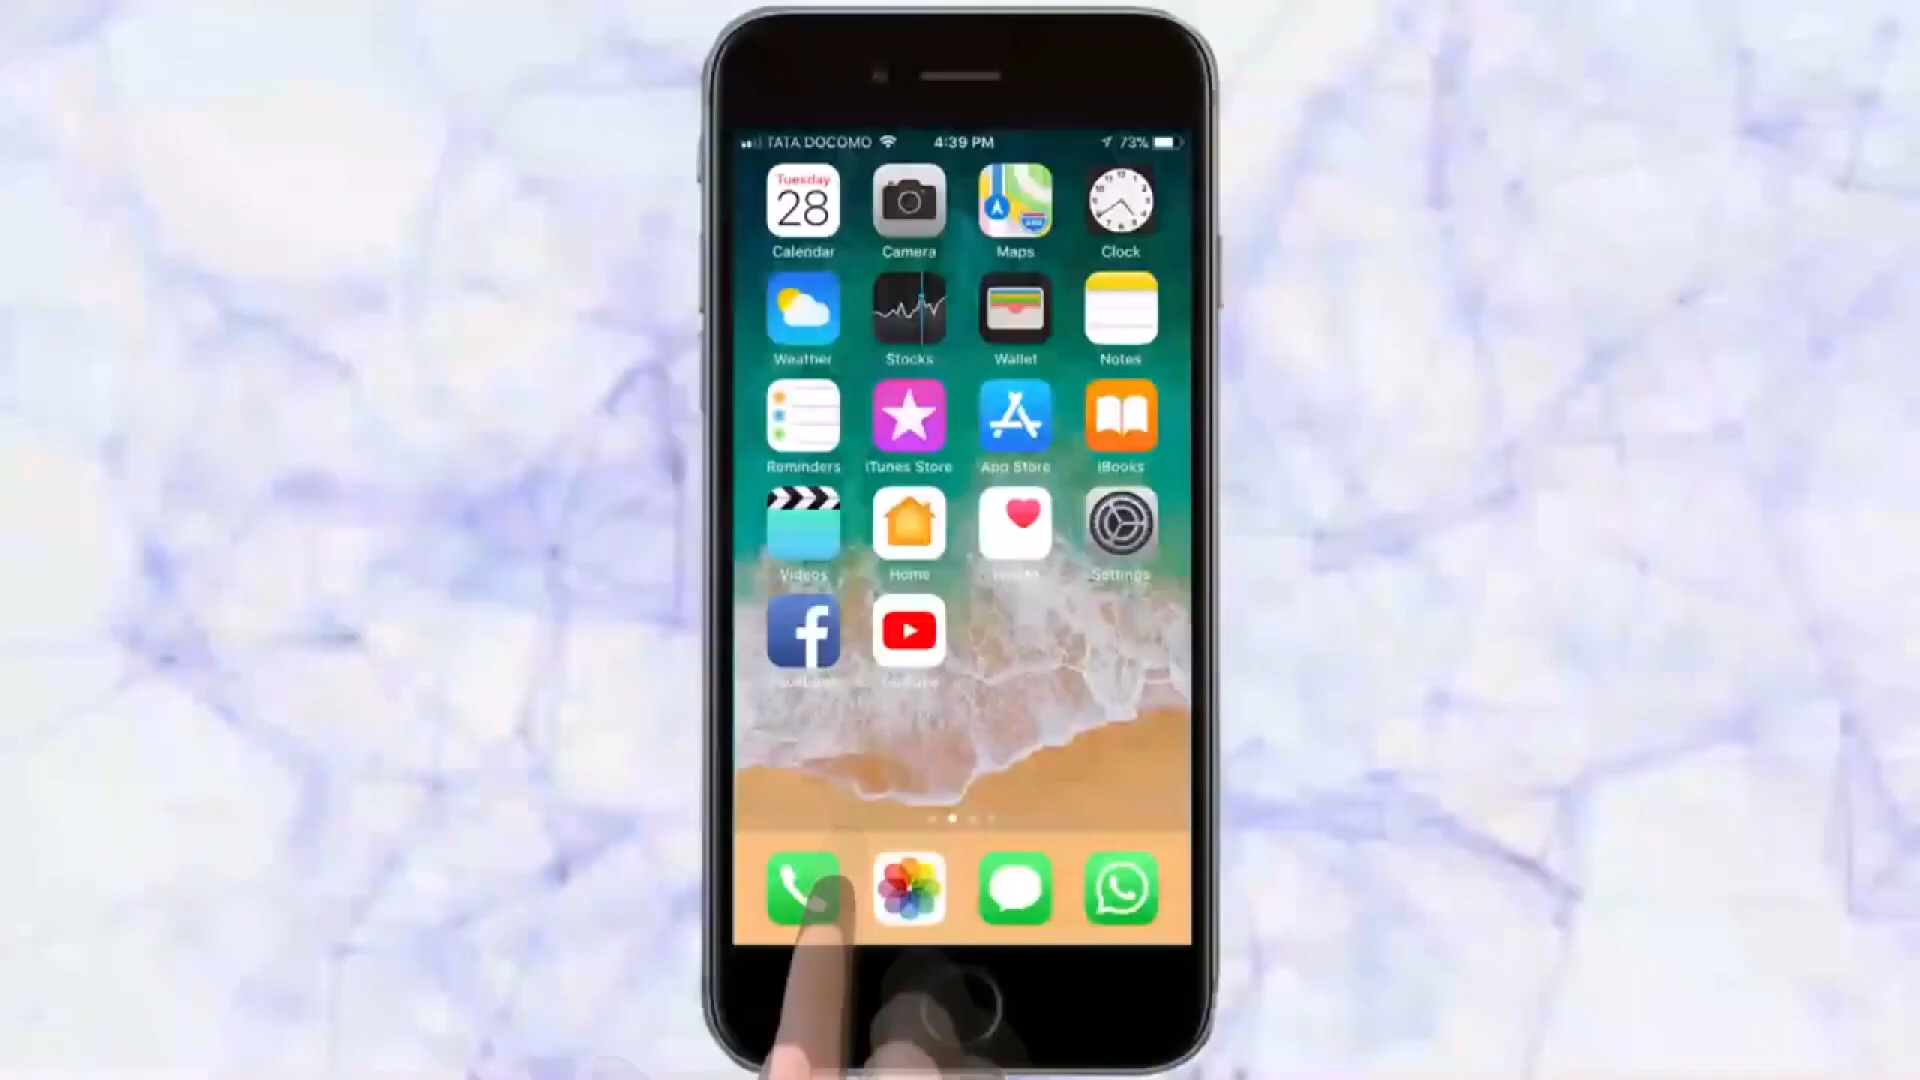 TATA DOCOMO 4:39 PM 73%
Tuesday
28
Calendar Camera Maps Clock
Weather Stocks Wallet Notes
Reminders iTunes Store App Store iBooks
Videos Home Settings